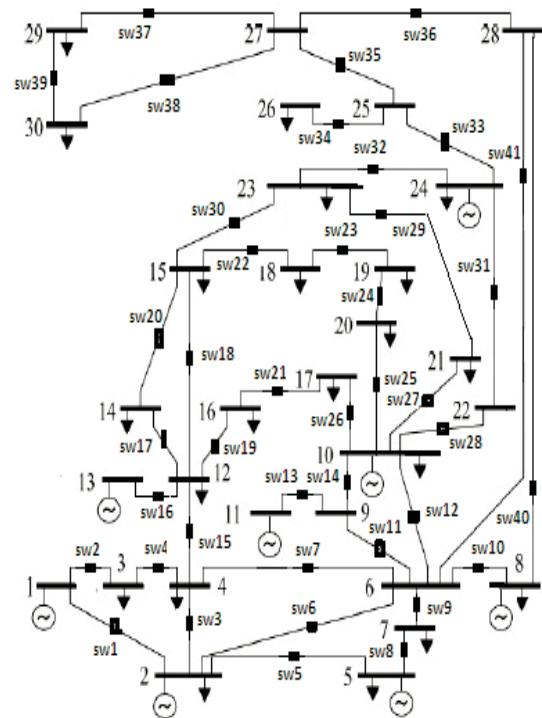 29 sw37 27 sw36 28
sw39 sw35
sw38 26 25
30 sw34 sw33
sw32 sw41
23 24
sw30 sw23 sw29
15 sw22 18 19 sw31
sw20 sw24
20
sw18 21
sw21 17 sw25
14 16 sw26 sw27 22
sw17 sw19 10 sw28
13 12 sw13 sw14
sw16 11 9 sw12
sw15 sw11 sw40
sw2 3 sw4 sw7 sw10
1 4 6 8
sw3 sw6 sw9
sw1 7
2 sw5 5 sw8